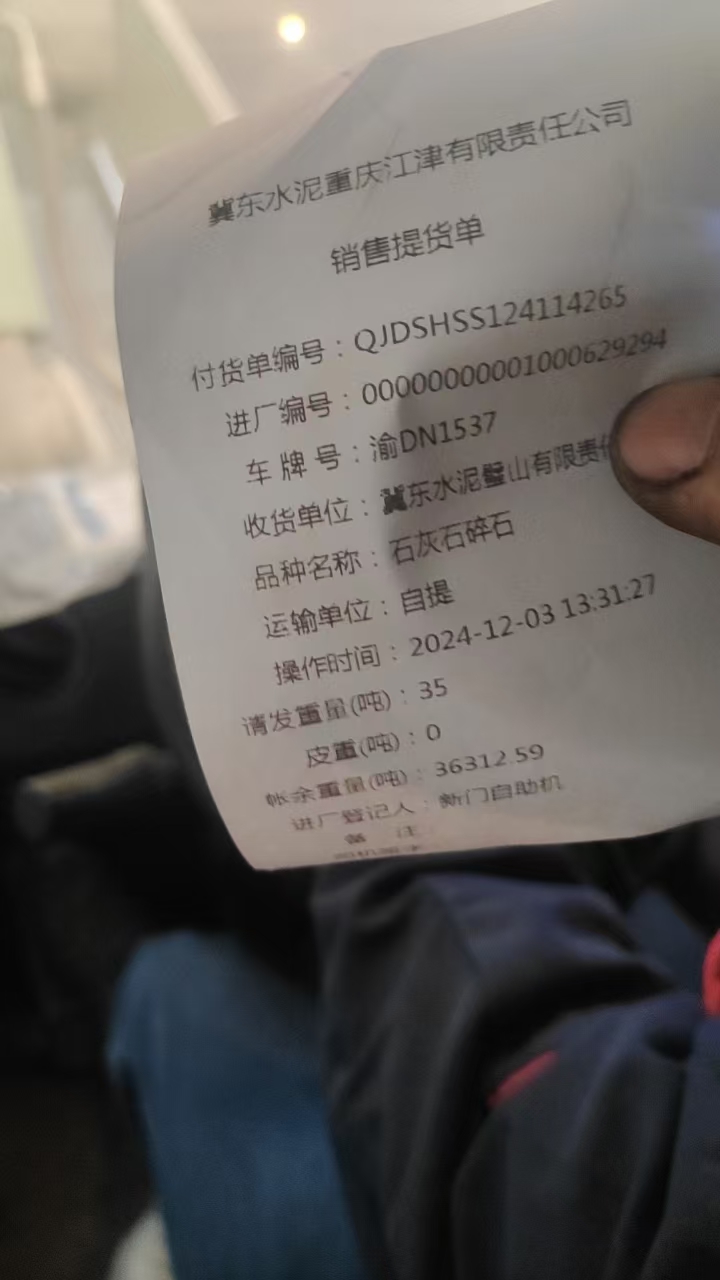 冀东水泥重庆江津有限责任公司
销售提货单
付货单编号：QJDSHSS124114265
进厂编号：00000000001000629294
车牌号：渝DN1537
收货单位：冀东水泥璧山有限责
品种名称：石灰石碎石
运输单位：自提
操作时间：2024-12-03 13:31:27
请发重量(吨)：35
皮重(吨)：0
帐余重量(吨)：36312.59
进厂登记人：新门自助机
备 注